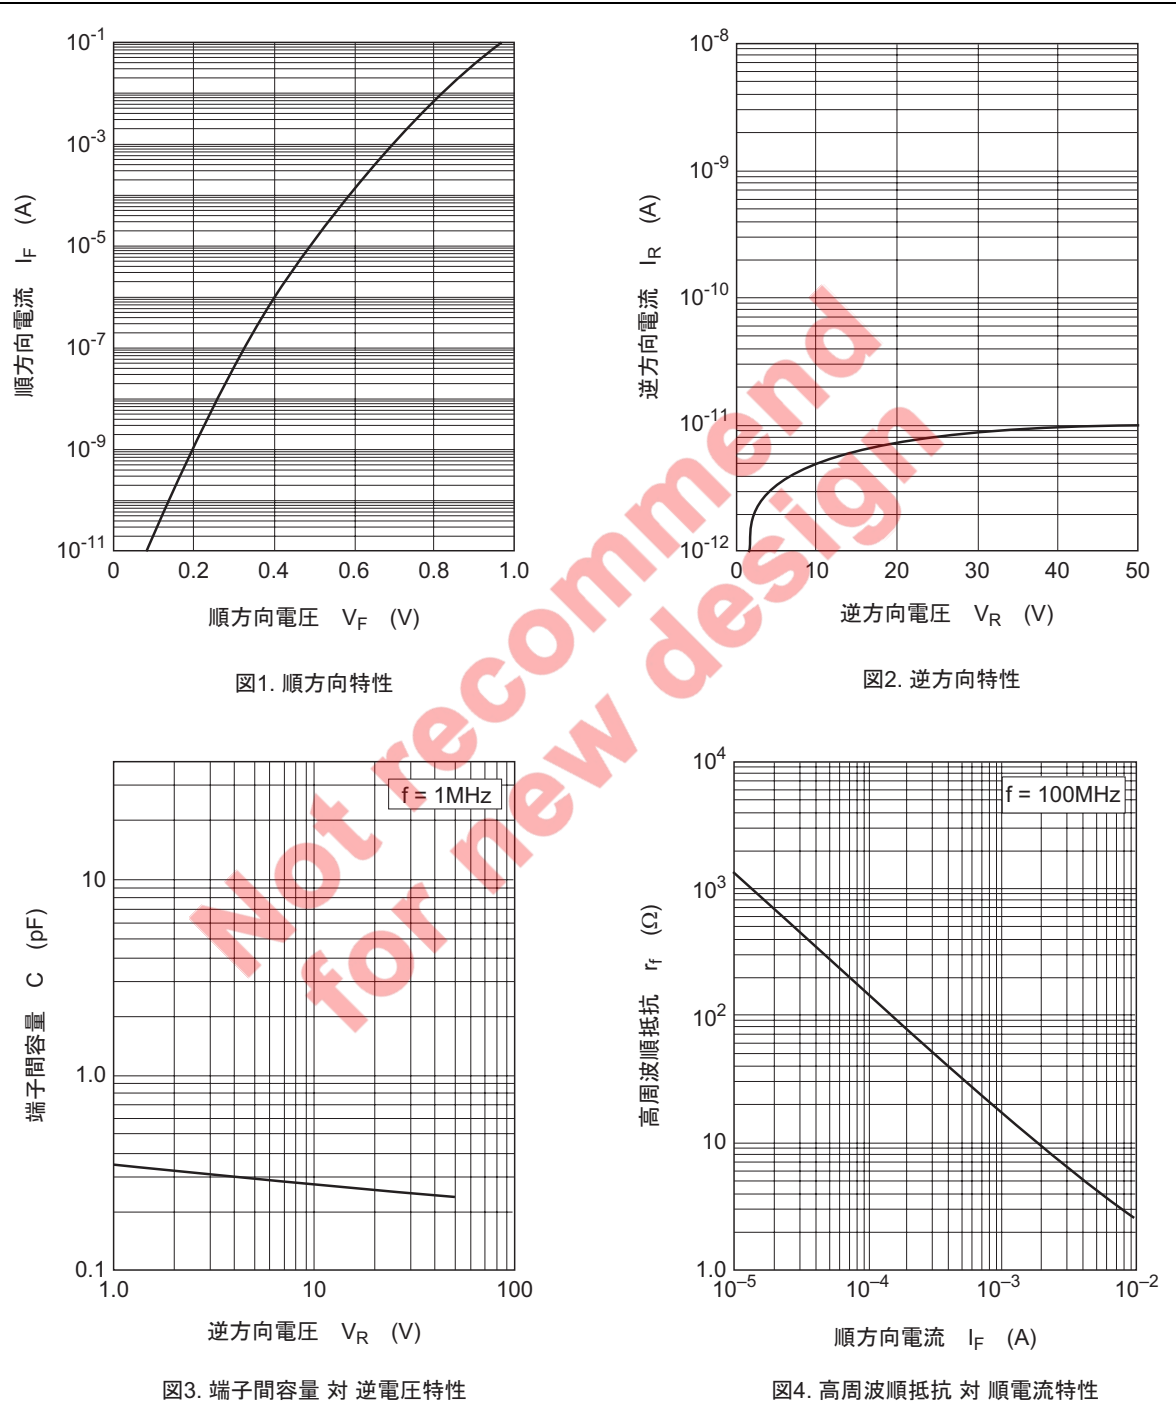 10-1
10-3
10-5
10-7
10-9
10-11
順方向電流 IF (A)
0 0.2 0.4 0.6 0.8 1.0
順方向電圧 VF (V)
図1. 順方向特性
10-8
10-9
10-10
10-11
10-12
逆方向電流 IR (A)
0 10 20 30 40 50
逆方向電圧 VR (V)
図2. 逆方向特性
f = 1MHz
10
1.0
0.1
端子間容量 C (pF)
1.0 10 100
逆方向電圧 VR (V)
図3. 端子間容量 対 逆電圧特性
f = 100MHz
104
103
102
10
1.0
高周波順抵抗 rf (Ω)
10–5 10–4 10–3 10–2
順方向電流 IF (A)
図4. 高周波順抵抗 対 順電流特性
Not recommend
for new design